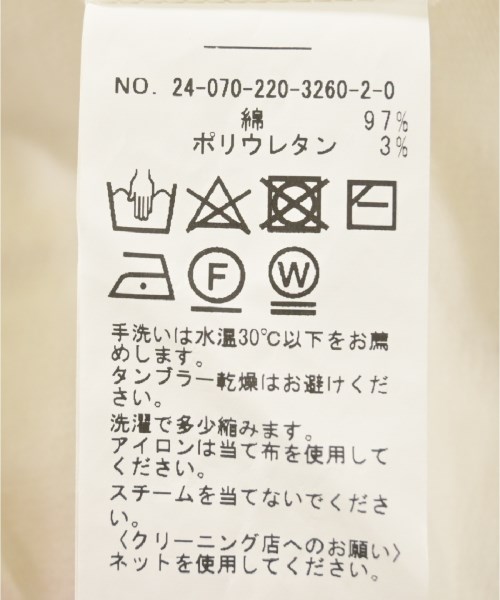 NO. 24-070-220-3260-2-0
綿 97%
ポリウレタン 3%
F W
手洗いは水温30℃以下をお薦
めします。
タンブラー乾燥はお避けくだ
さい。
洗濯で多少縮みます。
アイロンは当て布を使用して
ください。
スチームを当てないでくださ
い。
〈クリーニング店へのお願い〉
ネットを使用してください。